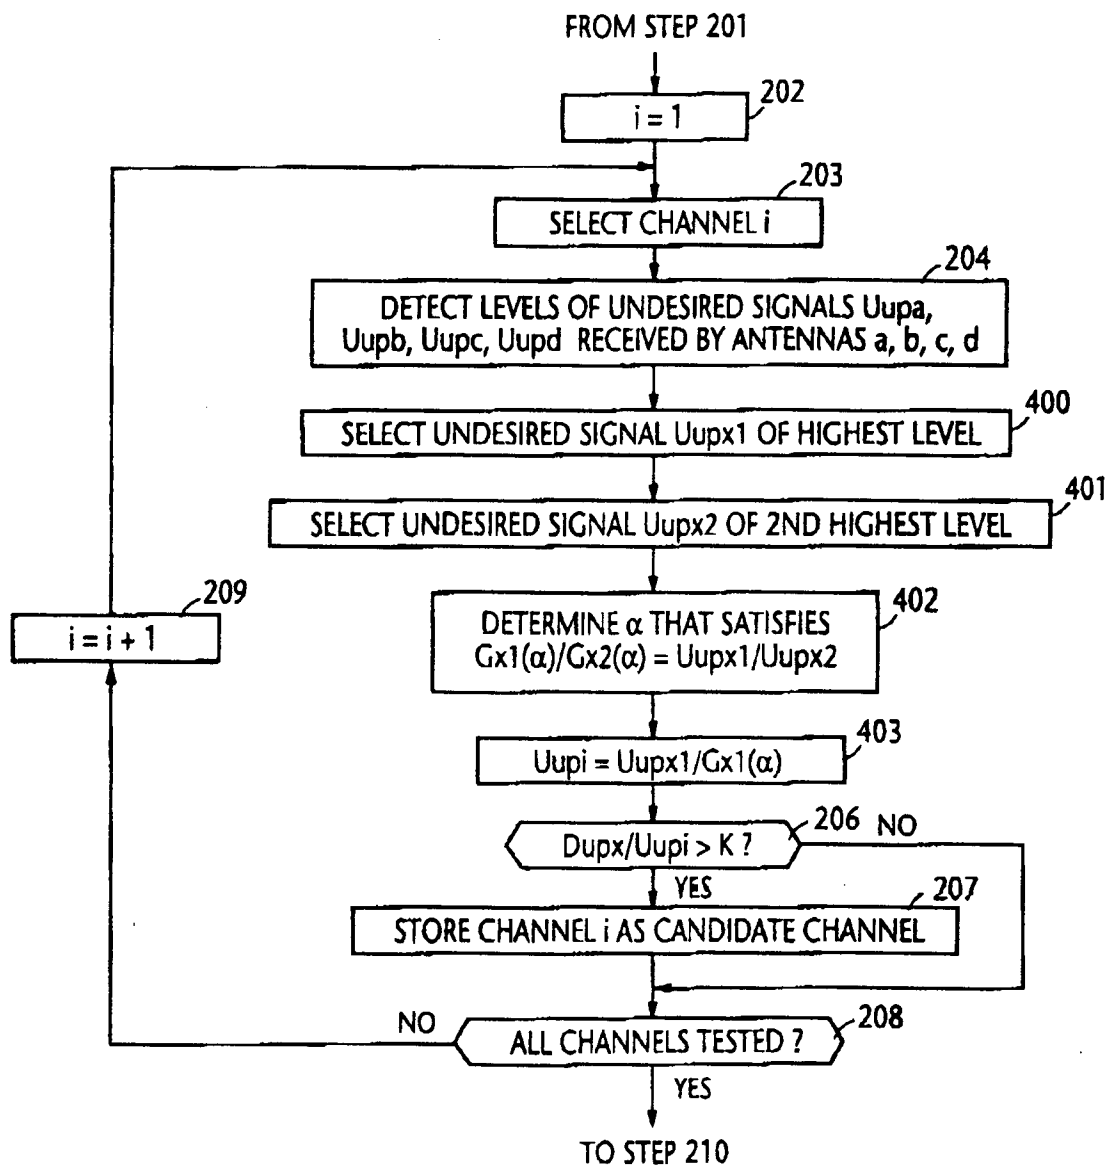 FROM STEP 201
202
i = 1
203
SELECT CHANNEL i
204
DETECT LEVELS OF UNDESIRED SIGNALS Uupa,
Uupb, Uupc, Uupd RECEIVED BY ANTENNAS a, b, c, d
400
SELECT UNDESIRED SIGNAL Uupx1 OF HIGHEST LEVEL
401
SELECT UNDESIRED SIGNAL Uupx2 OF 2ND HIGHEST LEVEL
209
i = i + 1
402
DETERMINE α THAT SATISFIES
Gx1(α)/Gx2(α) = Uupx1/Uupx2
403
Uupi = Uupx1/Gx1(α)
206
NO
Dupx/Uupi > K ?
YES
207
STORE CHANNEL i AS CANDIDATE CHANNEL
NO
208
ALL CHANNELS TESTED ?
YES
TO STEP 210